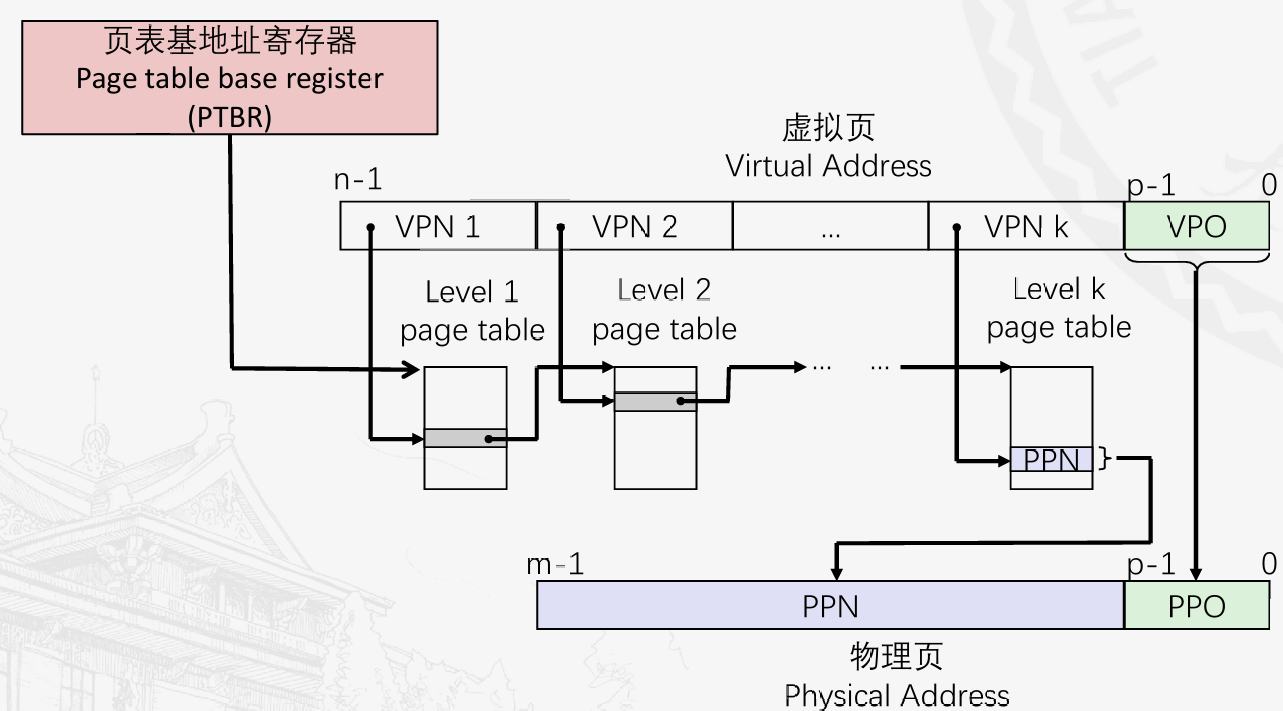 页表基地址寄存器
Page table base register
(PTBR)
虚拟页
Virtual Address
n-1
p-1
0
VPN 1
VPN 2
...
VPN k
VPO
Level 1
page table
Level 2
page table
Level k
page table
...
...
PPN
m-1
p-1
0
PPN
PPO
物理页
Physical Address